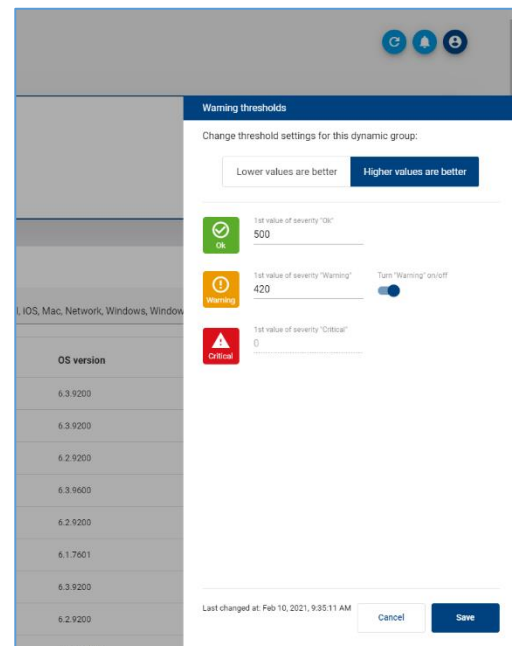 Warning thresholds
Change threshold settings for this dynamic group:
Lower values are better Higher values are better
1st value of severity "Ok"
500
Ok
1st value of severity "Warning" Turn "Warning" on/off
420
Warning
l, iOS, Mac, Network, Windows, Window
1st value of severity "Critical"
0
Critical
OS version
6.3.9200
6.3.9200
6.2.9200
6.3.9600
6.2.9200
6.1.7601
6.3.9200
6.2.9200
Last changed at: Feb 10, 2021, 9:35:11 AM
Cancel Save